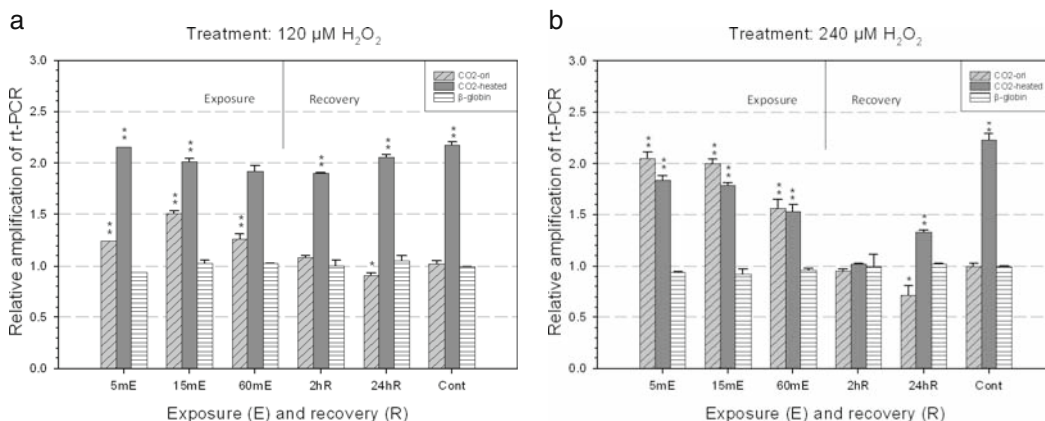 a
Treatment: 120 µM H₂O₂
Relative amplification of rt-PCR
3.0
2.5
2.0
1.5
1.0
0.5
0.0
Exposure
Recovery
CO2-ori
CO2-heated
β-globin
**
**
**
**
**
**
*
**
**
5mE
15mE
60mE
2hR
24hR
Cont
Exposure (E) and recovery (R)
b
Treatment: 240 µM H₂O₂
Relative amplification of rt-PCR
3.0
2.5
2.0
1.5
1.0
0.5
0.0
Exposure
Recovery
CO2-ori
CO2-heated
β-globin
**
**
**
**
**
**
*
**
**
5mE
15mE
60mE
2hR
24hR
Cont
Exposure (E) and recovery (R)